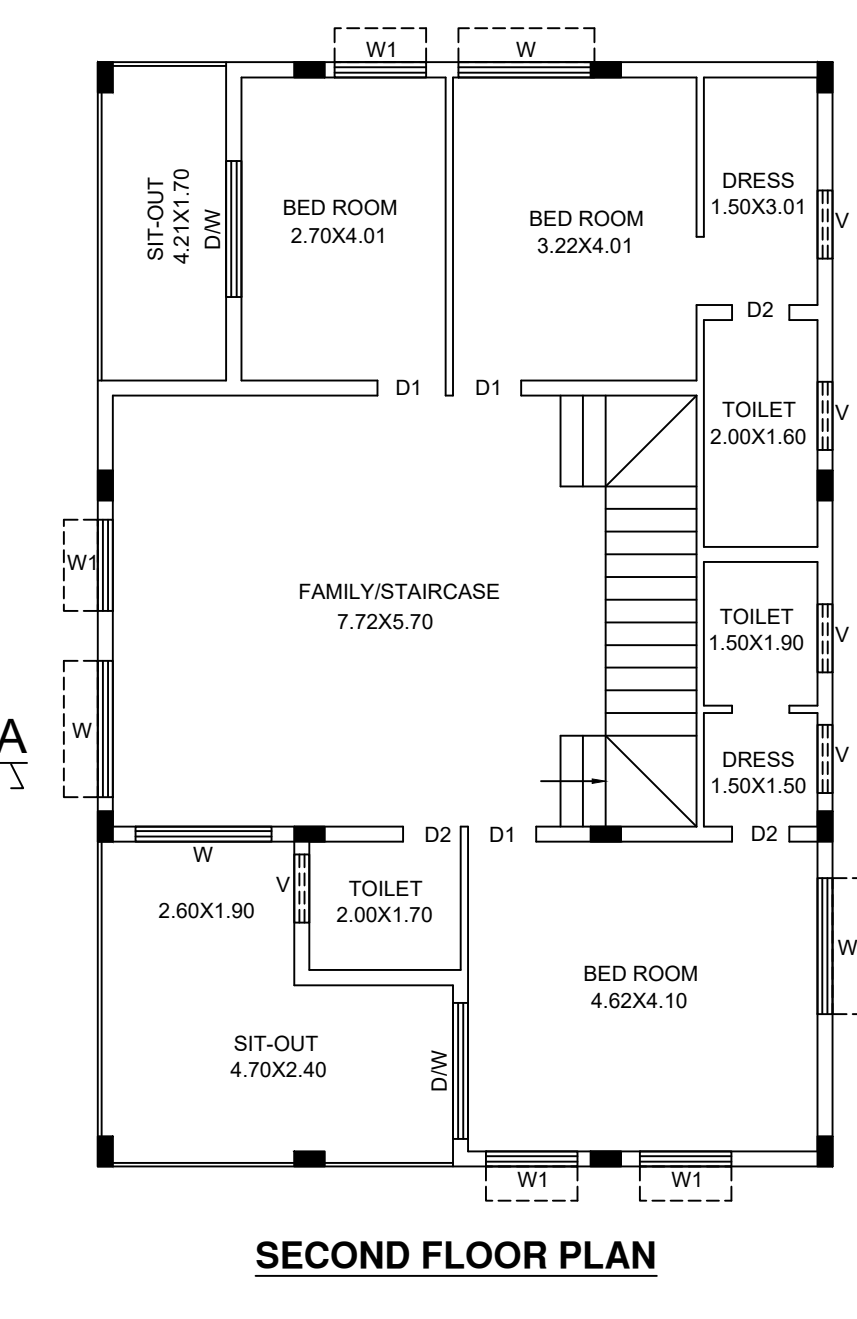 W1
W
SIT-OUT
4.21X1.70
D/W
BED ROOM
2.70X4.01
BED ROOM
3.22X4.01
DRESS
1.50X3.01
V
D2
D1
D1
TOILET
2.00X1.60
V
W1
FAMILY/STAIRCASE
7.72X5.70
TOILET
1.50X1.90
V
A
W
DRESS
1.50X1.50
V
W
D2
D1
D2
V
2.60X1.90
TOILET
2.00X1.70
W
BED ROOM
4.62X4.10
SIT-OUT
4.70X2.40
D/W
W1
W1
SECOND FLOOR PLAN